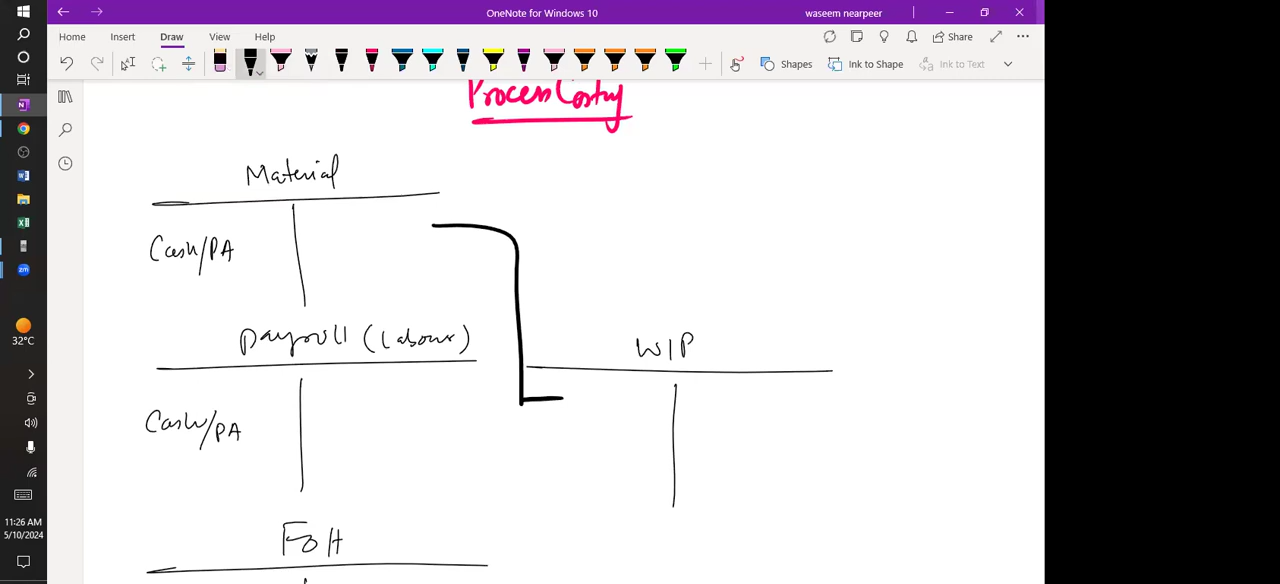 OneNote for Windows 10
waseem nearpeer
Home Insert Draw View Help
Share
Shapes
Ink to Shape
Ink to Text
Process Costing
Material
Cash/PA
payroll (Labour)
W/P
Cash/PA
FOH
32°C
11:26 AM
5/10/2024